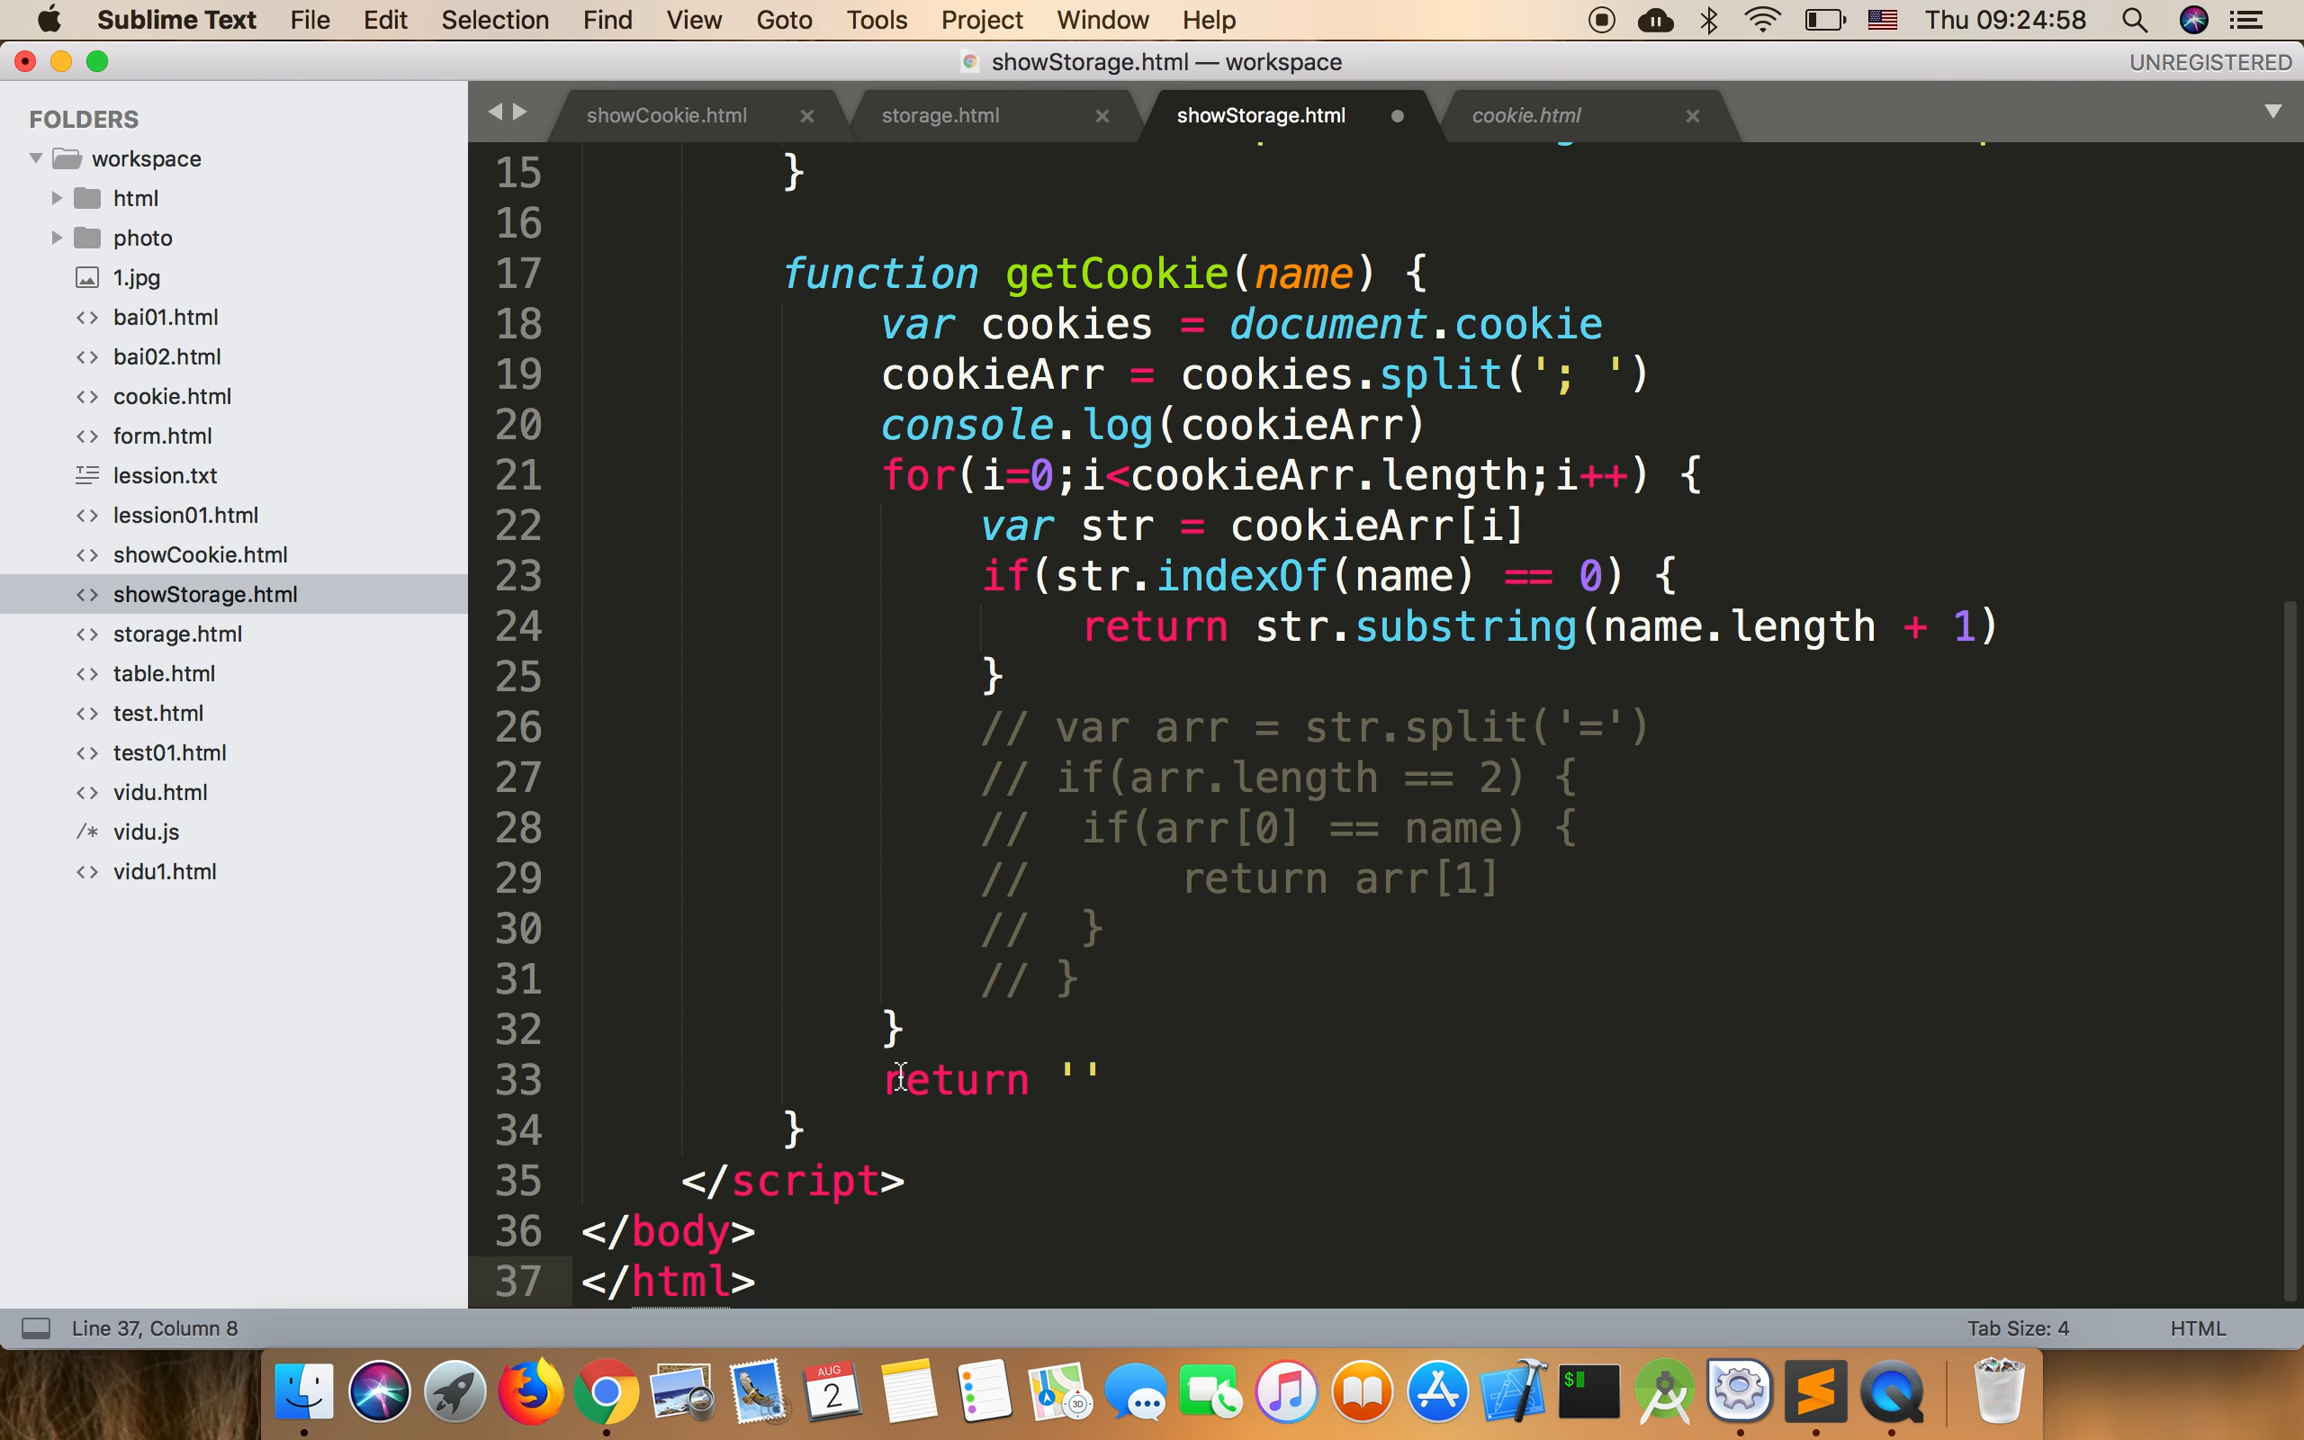 Sublime Text File Edit Selection Find View Goto Tools Project Window Help Thu 09:24:58
showStorage.html — workspace UNREGISTERED
FOLDERS
workspace
html
photo
1.jpg
bai01.html
bai02.html
cookie.html
form.html
lession.txt
lession01.html
showCookie.html
showStorage.html
storage.html
table.html
test.html
test01.html
vidu.html
vidu.js
vidu1.html
showCookie.html storage.html showStorage.html cookie.html
15 }
16
17 function getCookie(name) {
18 var cookies = document.cookie
19 cookieArr = cookies.split('; ')
20 console.log(cookieArr)
21 for(i=0;i<cookieArr.length;i++) {
22 var str = cookieArr[i]
23 if(str.indexOf(name) == 0) {
24 return str.substring(name.length + 1)
25 }
26 // var arr = str.split('=')
27 // if(arr.length == 2) {
28 // if(arr[0] == name) {
29 // return arr[1]
30 // }
31 // }
32 }
33 return ''
34 }
35 </script>
36 </body>
37 </html>
Line 37, Column 8 Tab Size: 4 HTML
AUG
2
3D
$